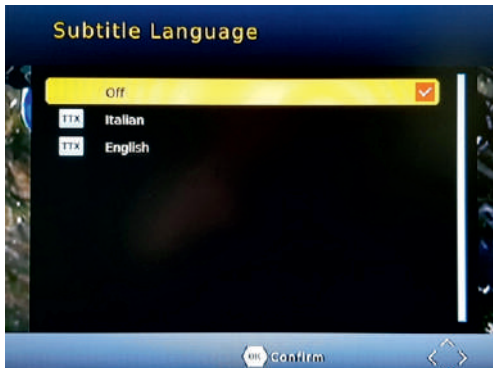 Subtitle Language
Off
TTX Italian
TTX English
OK Confirm